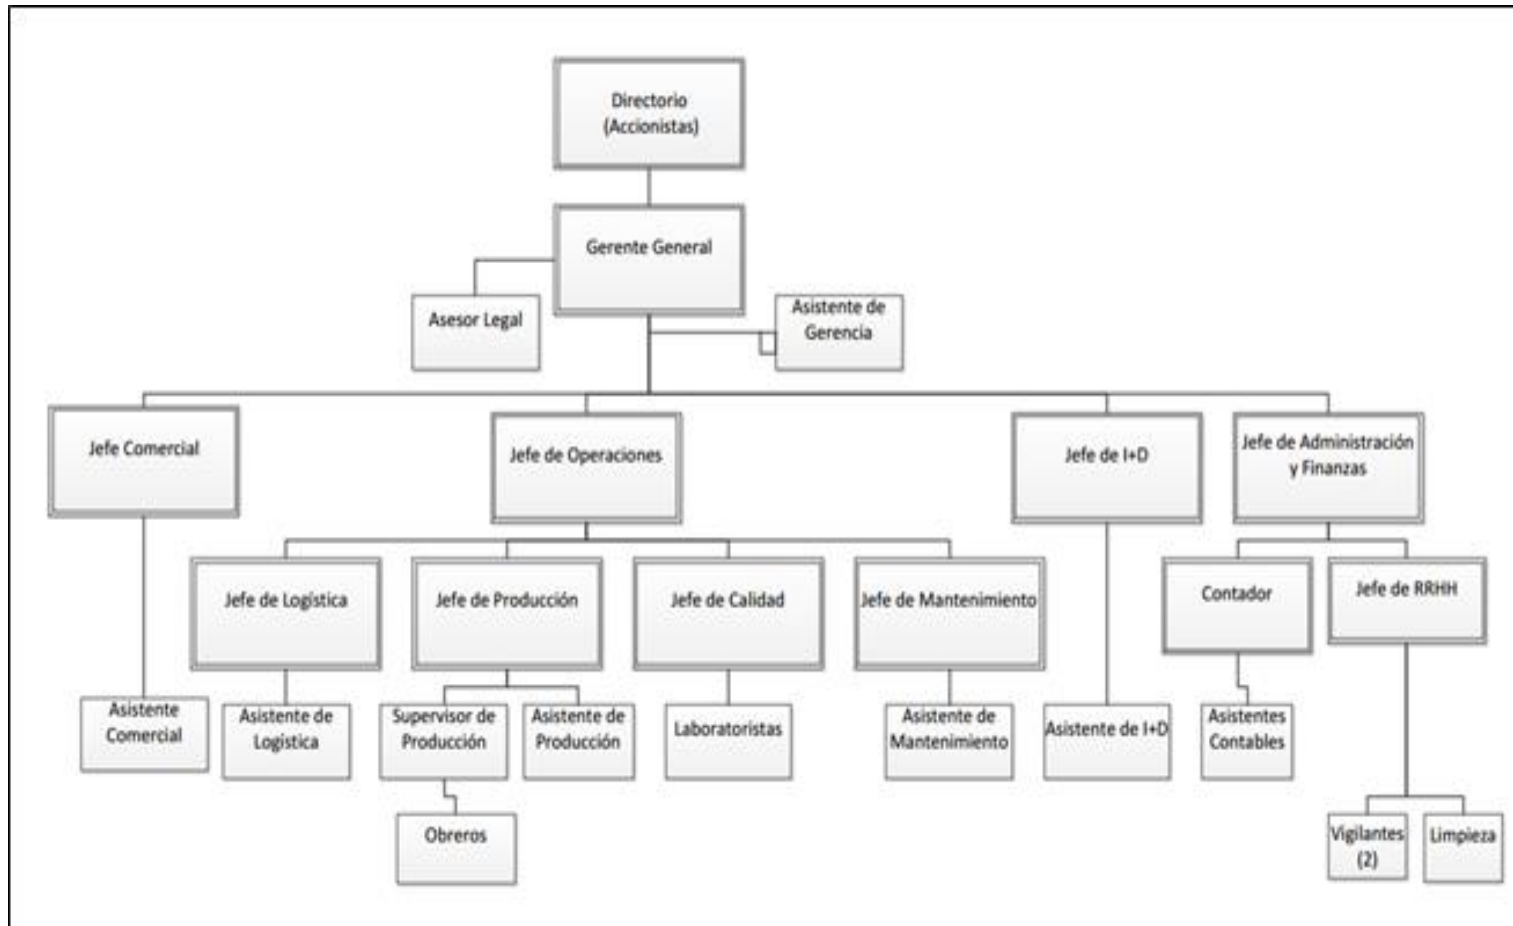 Directorio
(Accionistas)
Gerente General
Asesor Legal
Asistente de
Gerencia
Jefe Comercial
Jefe de Operaciones
Jefe de I+D
Jefe de Administración
y Finanzas
Jefe de Logística
Jefe de Producción
Jefe de Calidad
Jefe de Mantenimiento
Contador
Jefe de RRHH
Asistente
Comercial
Asistente de
Logística
Supervisor de
Producción
Asistente de
Producción
Laboratoristas
Asistente de
Mantenimiento
Asistente de I+D
Asistentes
Contables
Obreros
Vigilantes
(2)
Limpieza